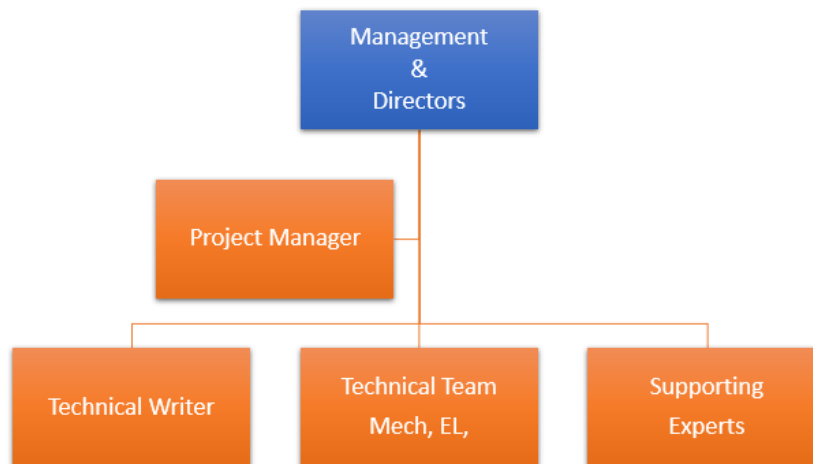 Management
&
Directors
Project Manager
Technical Writer
Technical Team
Mech, EL,
Supporting
Experts